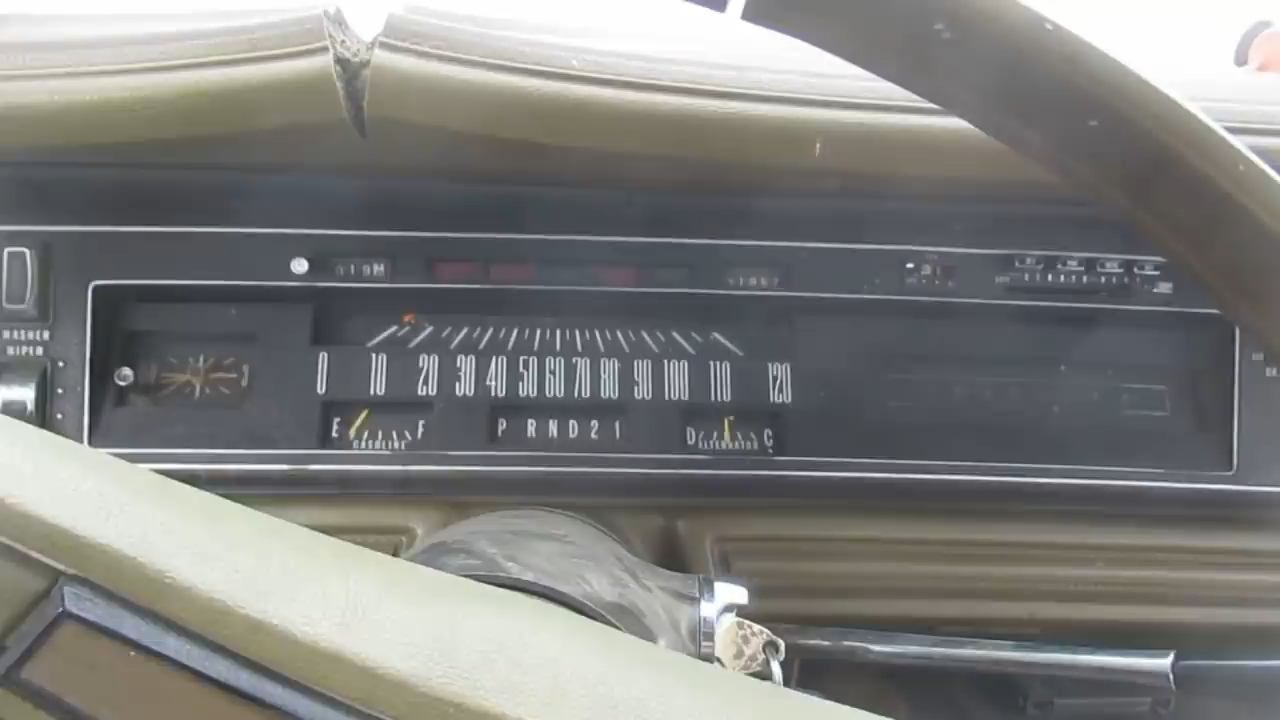 WASHER
WIPER
0 10 20 30 40 50 60 70 80 90 100 110 120
E F
GASOLINE
P R N D 2 1
D C
ALTERNATOR